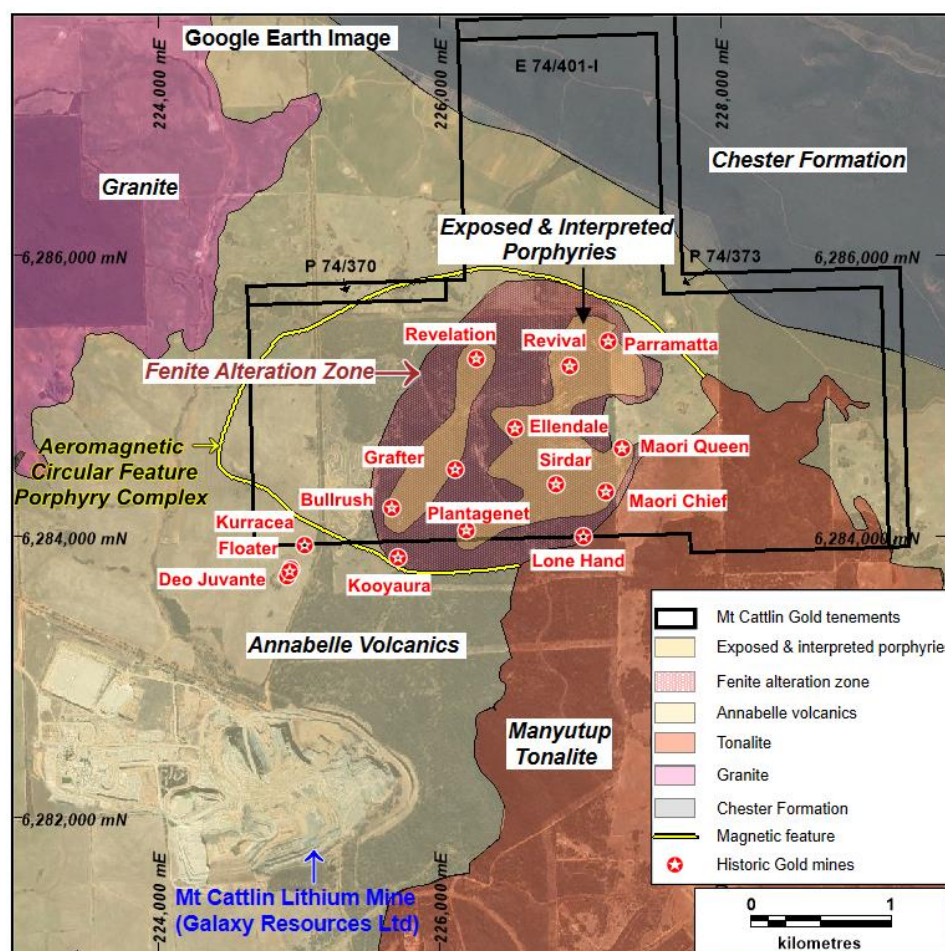 Google Earth Image
224,000 mE
226,000 mE
228,000 mE
E 74/401-I
Chester Formation
Granite
Exposed & Interpreted
Porphyries
6,286,000 mN
P 74/370
P 74/373
6,286,000 mN
Revelation
Revival
Parramatta
Fenite Alteration Zone
Ellendale
Aeromagnetic
Circular Feature
Porphyry Complex
Grafter
Sirdar
Maori Queen
Bullrush
Plantagenet
Maori Chief
Kurracea
6,284,000 mN
Floater
6,284,000 mN
Lone Hand
Deo Juvante
Kooyaura
Annabelle Volcanics
Manyutup
Tonalite
6,282,000 mN
224,000 mE
226,000 mE
Mt Cattlin Lithium Mine
(Galaxy Resources Ltd)
Mt Cattlin Gold tenements
Exposed & interpreted porphyries
Fenite alteration zone
Annabelle volcanics
Tonalite
Granite
Chester Formation
Magnetic feature
Historic Gold mines
0 1
kilometres